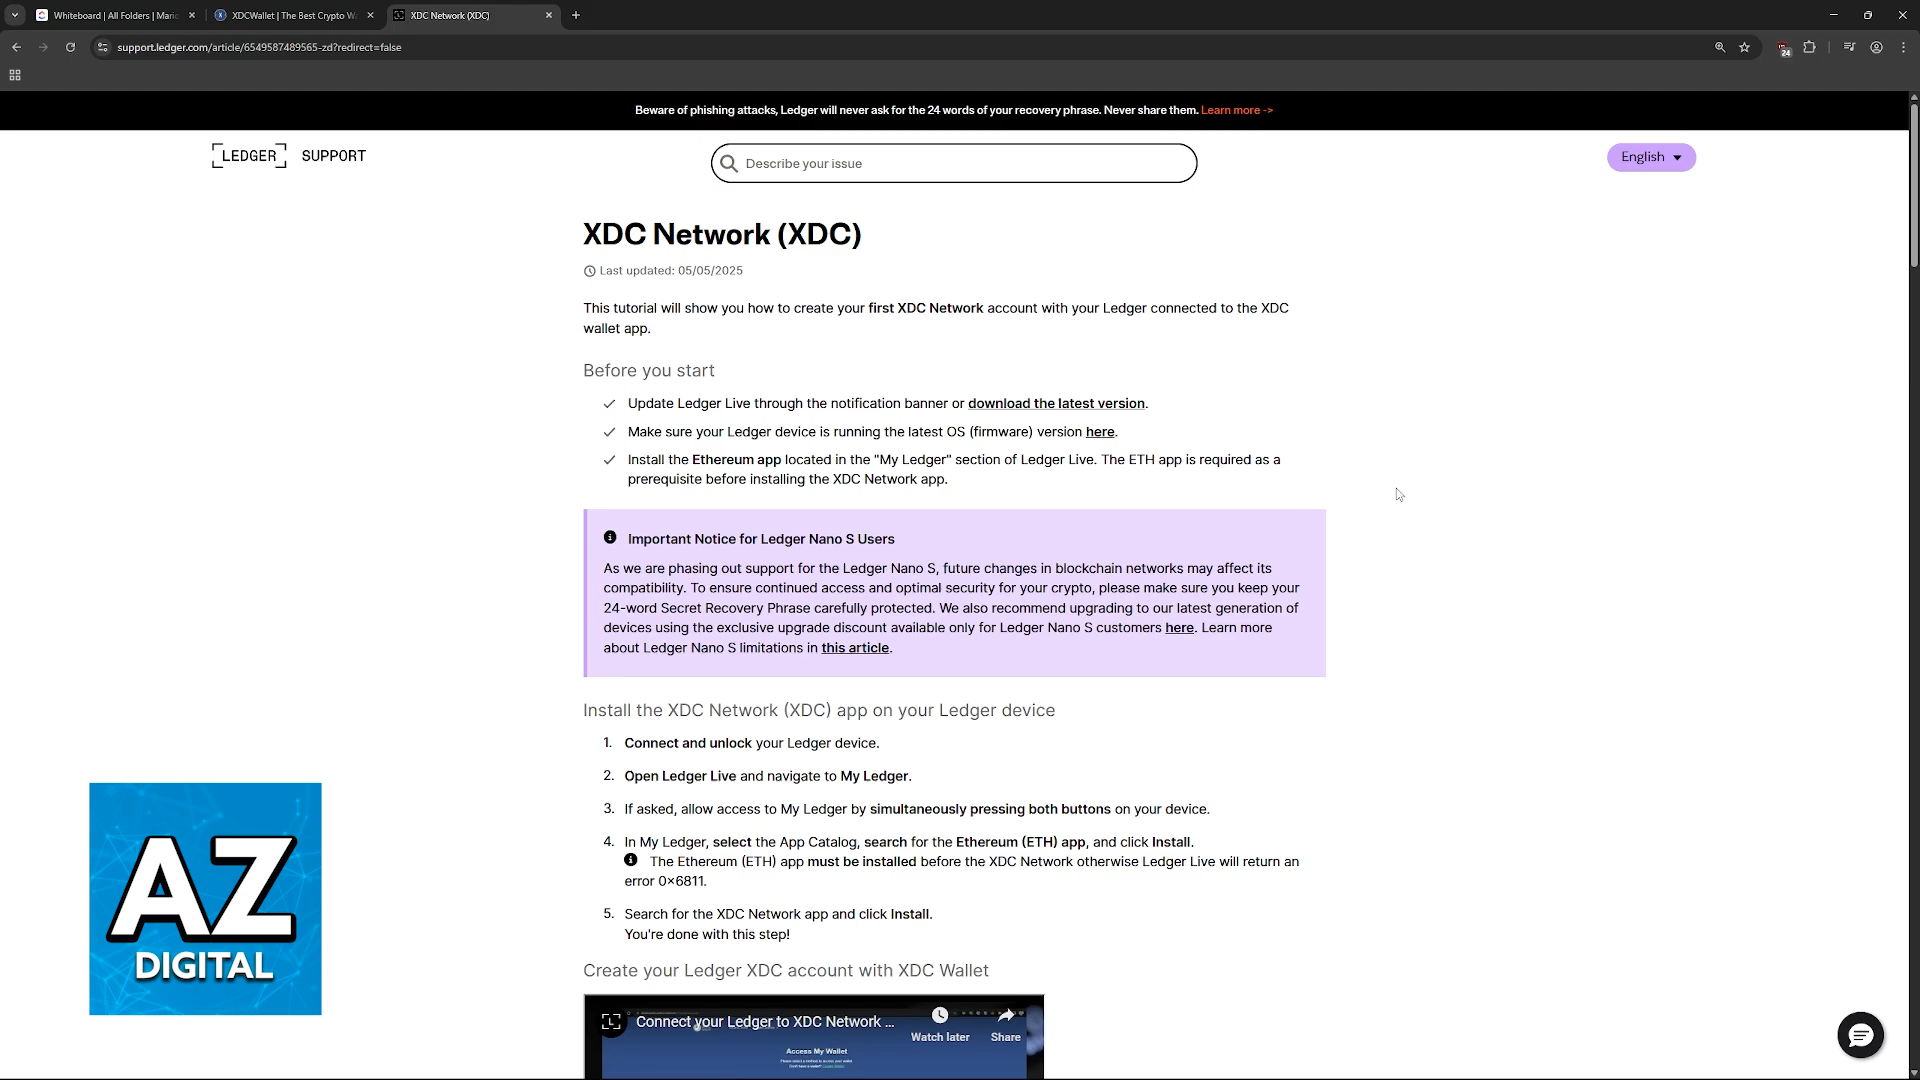 Whiteboard | All Folders | Maric
XDCWallet | The Best Crypto W
XDC Network (XDC)
support.ledger.com/article/6549587489565-zd?redirect=false
24
Beware of phishing attacks, Ledger will never ask for the 24 words of your recovery phrase. Never share them. Learn more ->
LEDGER SUPPORT
Describe your issue
English
XDC Network (XDC)
Last updated: 05/05/2025
This tutorial will show you how to create your first XDC Network account with your Ledger connected to the XDC
wallet app.
Before you start
Update Ledger Live through the notification banner or download the latest version.
Make sure your Ledger device is running the latest OS (firmware) version here.
Install the Ethereum app located in the "My Ledger" section of Ledger Live. The ETH app is required as a
prerequisite before installing the XDC Network app.
Important Notice for Ledger Nano S Users
As we are phasing out support for the Ledger Nano S, future changes in blockchain networks may affect its
compatibility. To ensure continued access and optimal security for your crypto, please make sure you keep your
24-word Secret Recovery Phrase carefully protected. We also recommend upgrading to our latest generation of
devices using the exclusive upgrade discount available only for Ledger Nano S customers here. Learn more
about Ledger Nano S limitations in this article.
Install the XDC Network (XDC) app on your Ledger device
1. Connect and unlock your Ledger device.
2. Open Ledger Live and navigate to My Ledger.
3. If asked, allow access to My Ledger by simultaneously pressing both buttons on your device.
4. In My Ledger, select the App Catalog, search for the Ethereum (ETH) app, and click Install.
The Ethereum (ETH) app must be installed before the XDC Network otherwise Ledger Live will return an
error 0x6811.
5. Search for the XDC Network app and click Install.
You're done with this step!
Create your Ledger XDC account with XDC Wallet
Connect your Ledger to XDC Network ...
Watch later
Share
Access My Wallet
AZ
DIGITAL